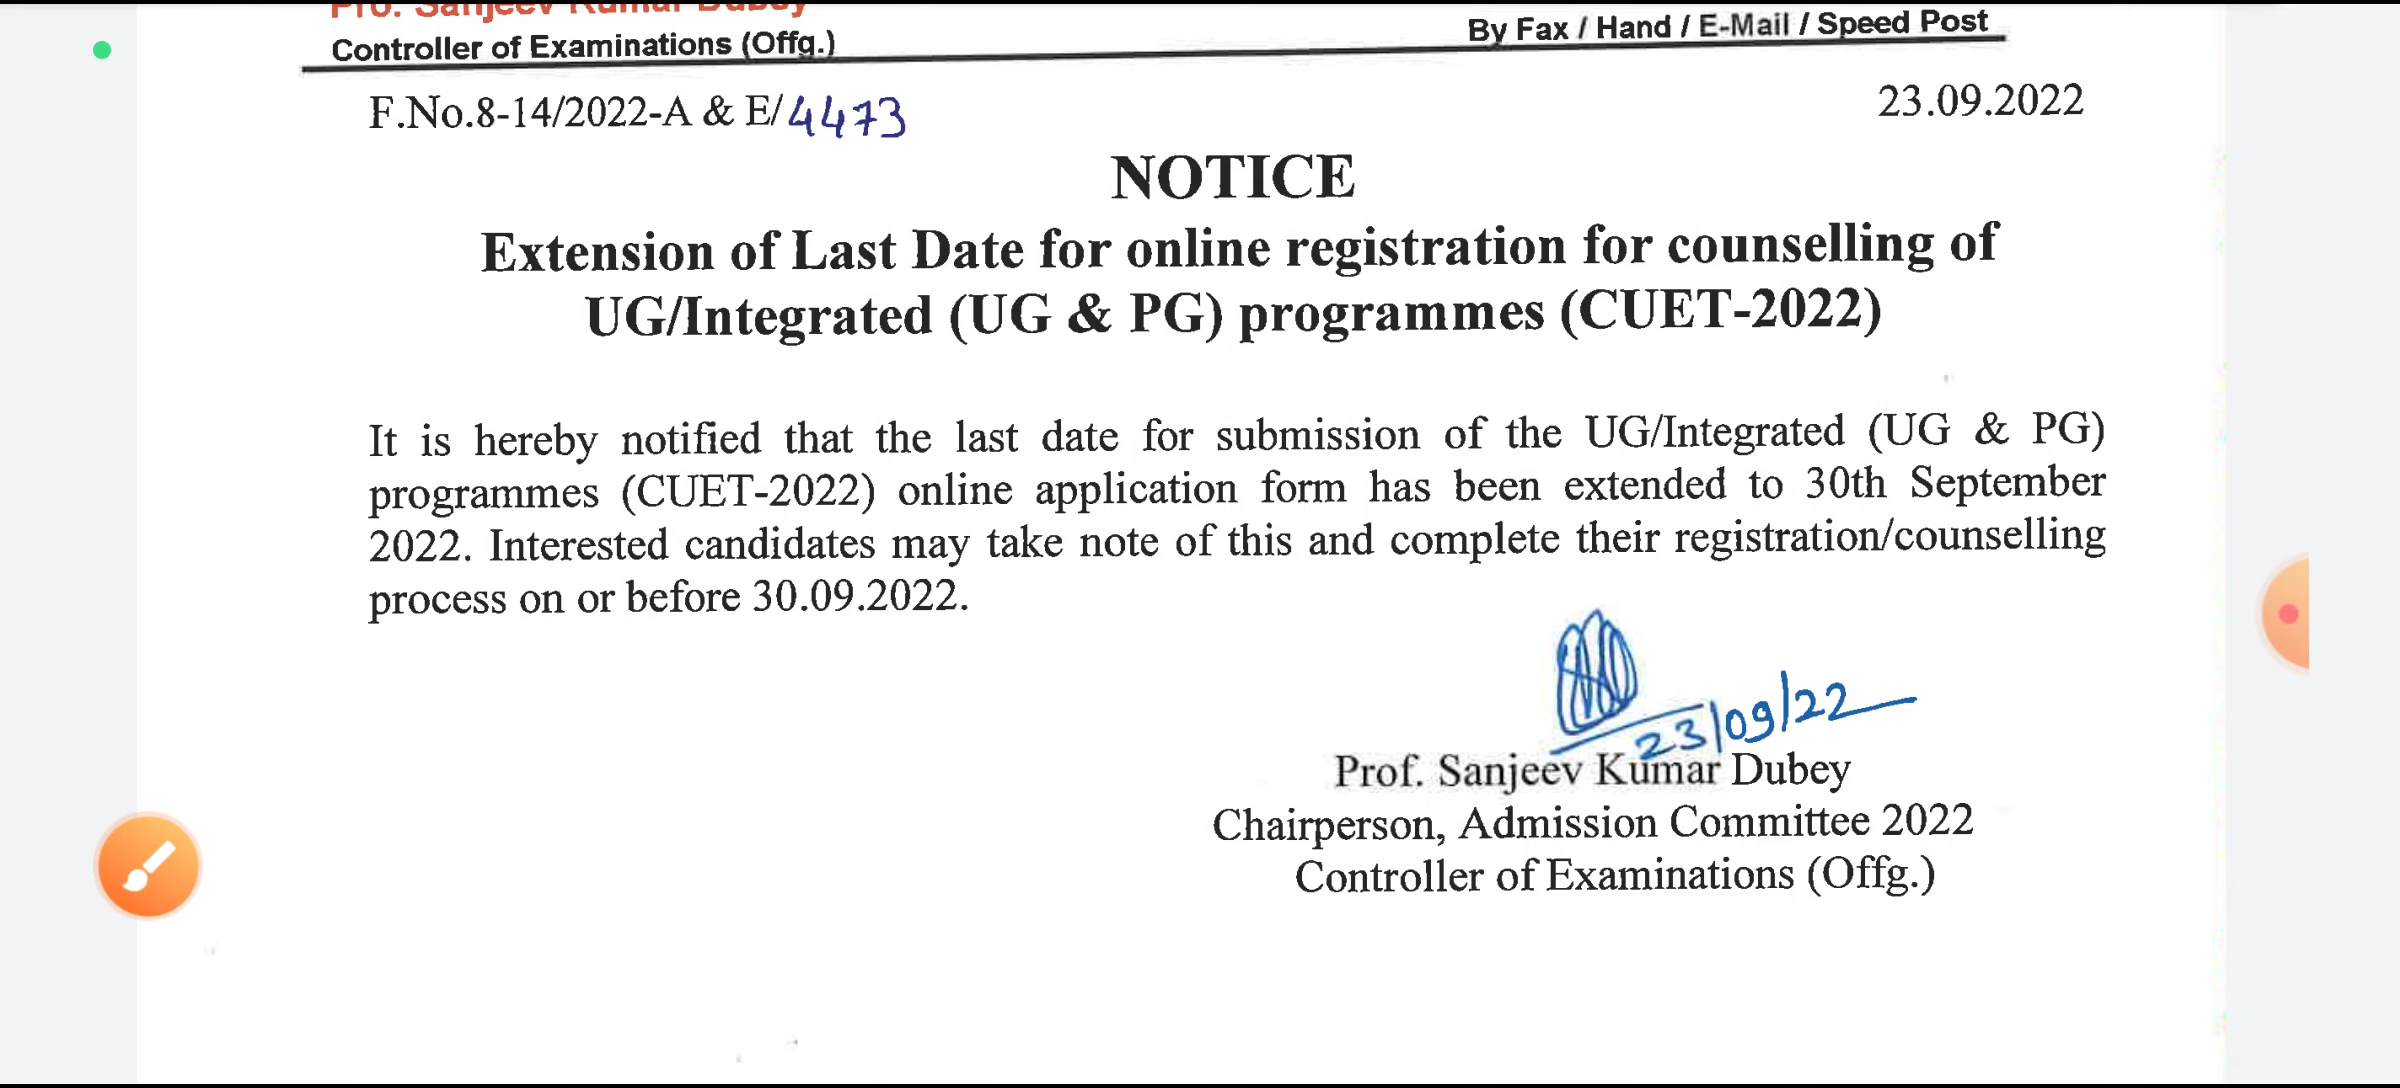 Pro. Sanjeev Kumar Dubey
Controller of Examinations (Offg.)
By Fax / Hand / E-Mail / Speed Post
F.No.8-14/2022-A & E/4473
23.09.2022
NOTICE
Extension of Last Date for online registration for counselling of
UG/Integrated (UG & PG) programmes (CUET-2022)
It is hereby notified that the last date for submission of the UG/Integrated (UG & PG)
programmes (CUET-2022) online application form has been extended to 30th September
2022. Interested candidates may take note of this and complete their registration/counselling
process on or before 30.09.2022.
23/09/22
Prof. Sanjeev Kumar Dubey
Chairperson, Admission Committee 2022
Controller of Examinations (Offg.)